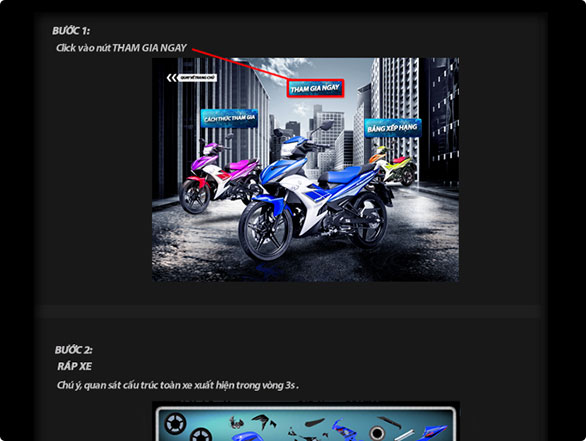 BƯỚC 1:
Click vào nút THAM GIA NGAY
QUAY VỀ TRANG CHỦ
THAM GIA NGAY
CÁCH THỨC THAM GIA
BẢNG XẾP HẠNG
BƯỚC 2:
RÁP XE
Chú ý, quan sát cấu trúc toàn xe xuất hiện trong vòng 3s .